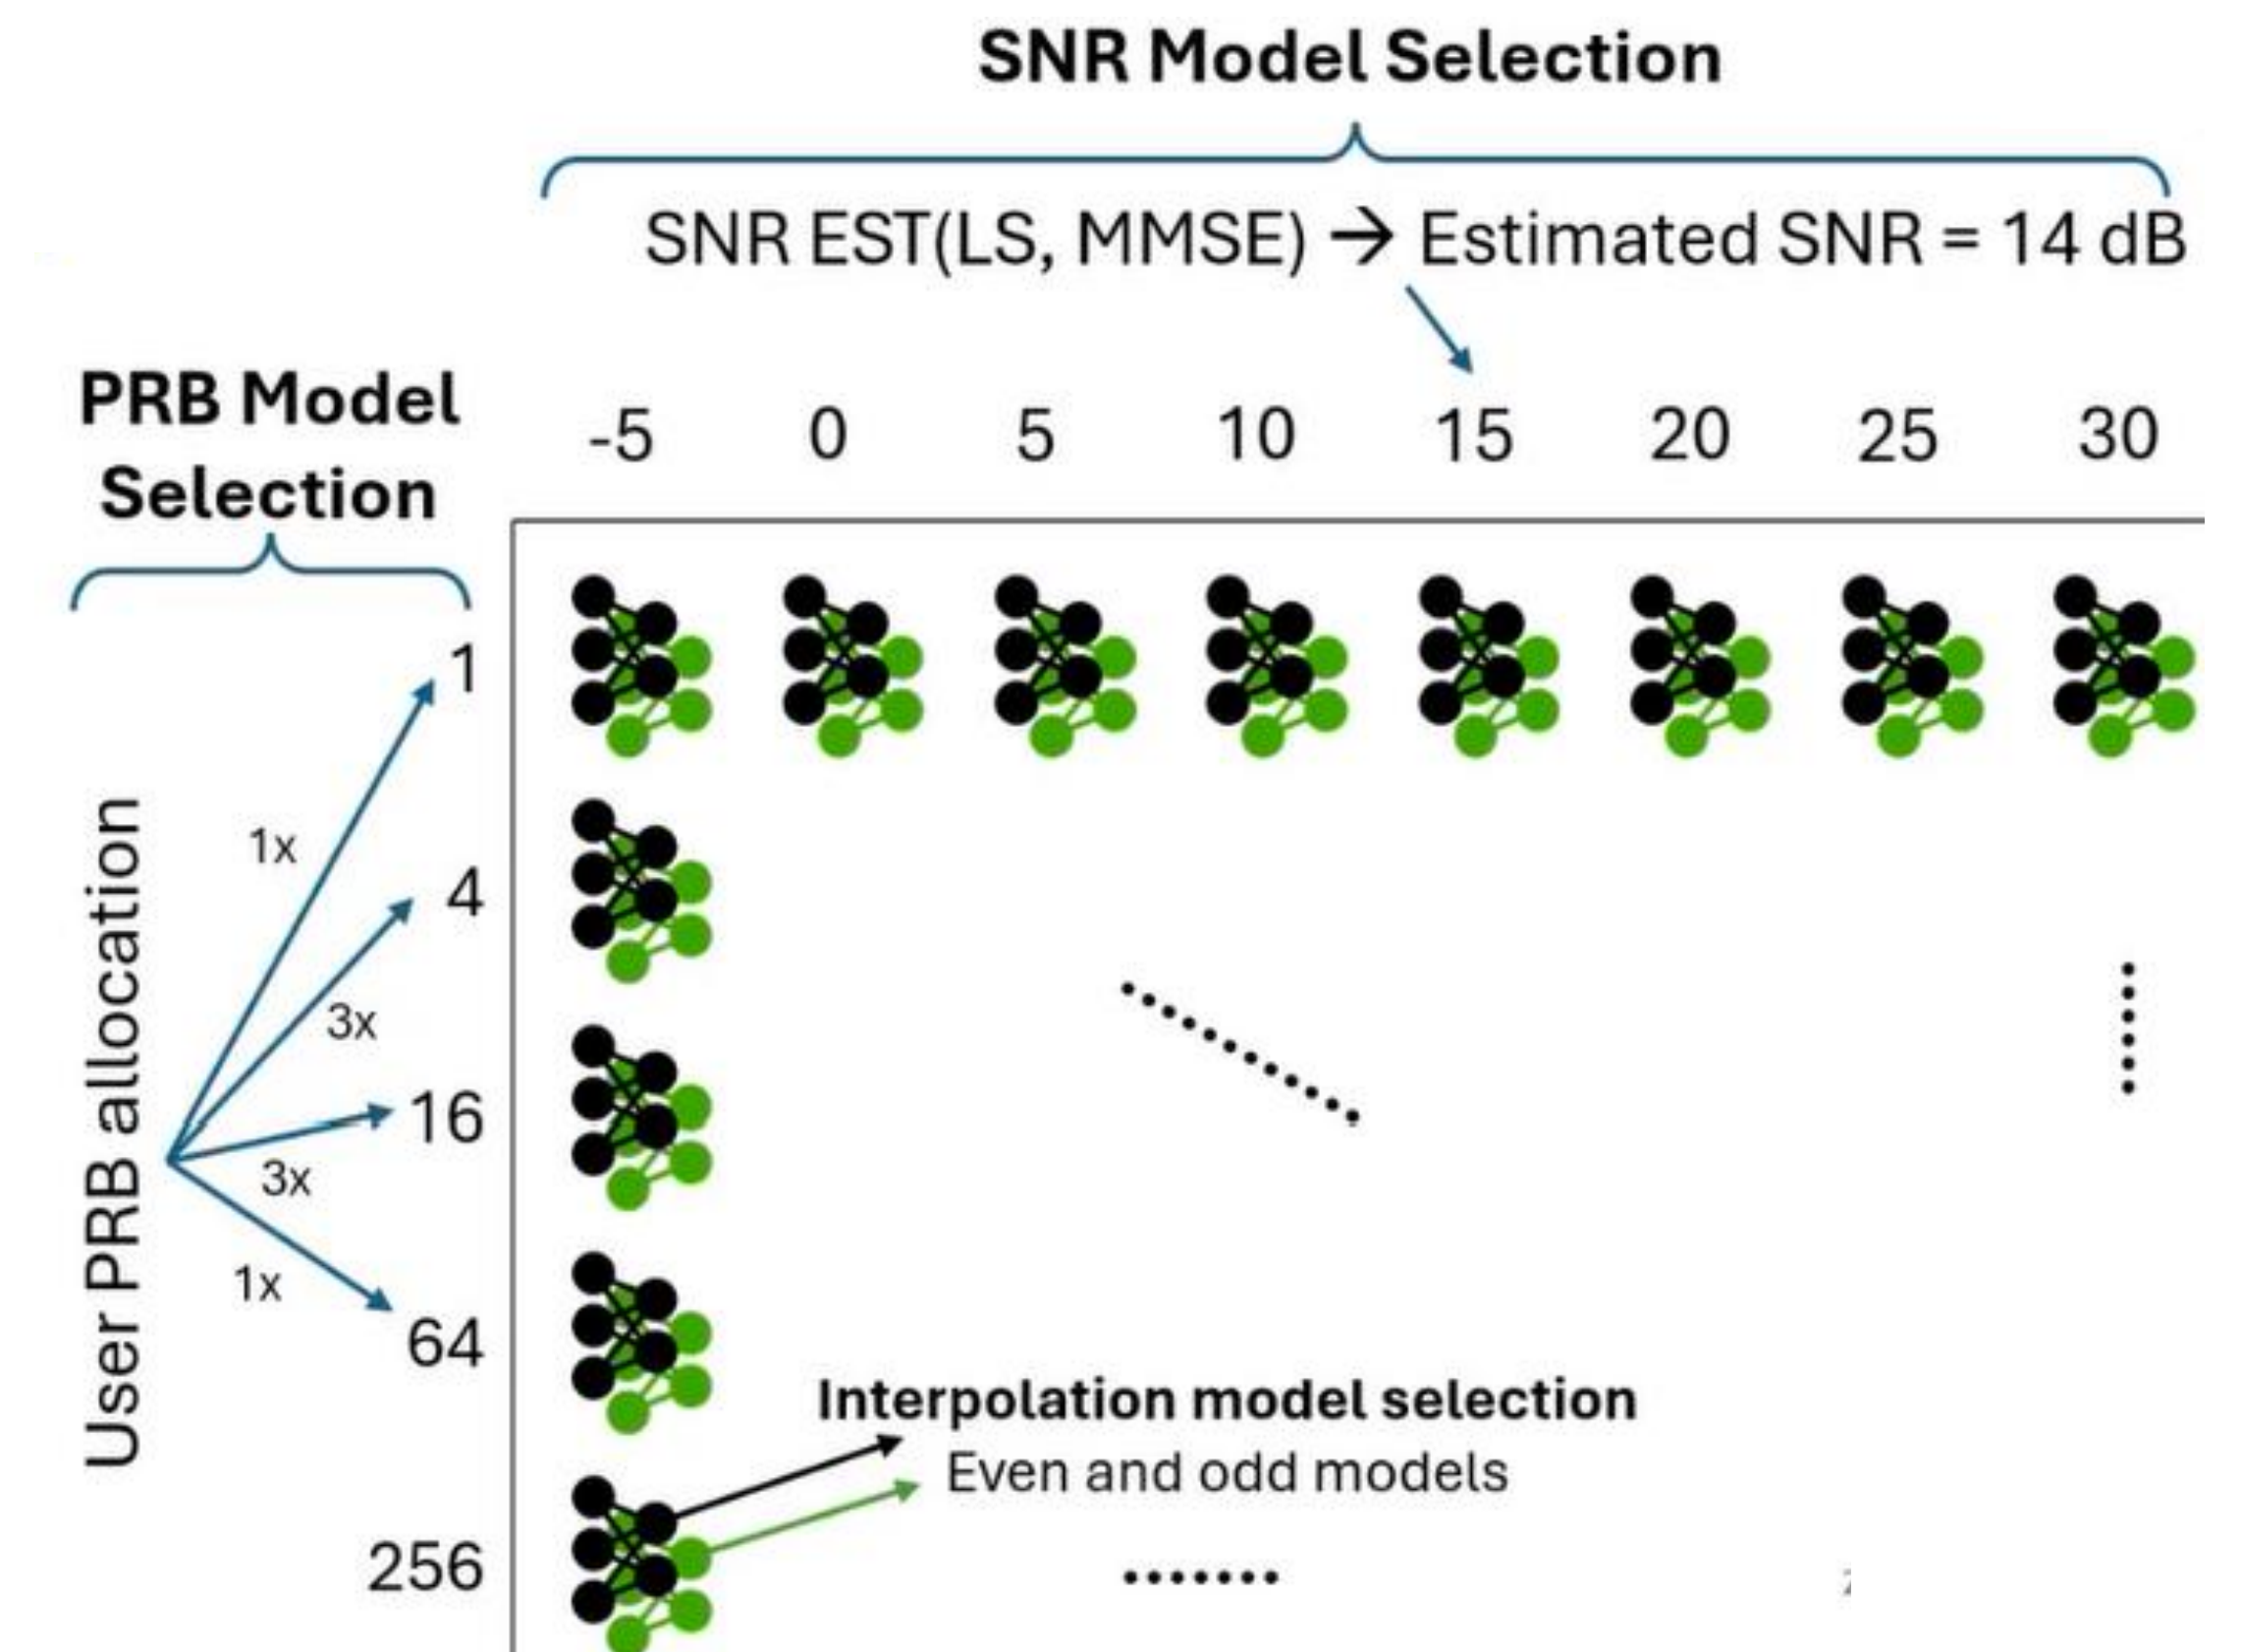 SNR Model Selection
SNR EST(LS, MMSE) → Estimated SNR = 14 dB
PRB Model
Selection
-5 0 5 10 15 20 25 30
User PRB allocation
1
1x
4
3x
16
3x
1x
64
Interpolation model selection
Even and odd models
256